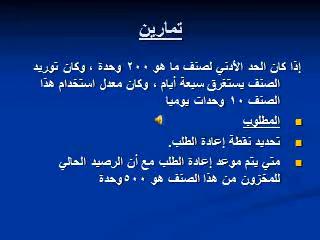 تمارين
إذا كان الحد الأدني لصنف ما هو ٢٠٠ وحدة ، وكان توريد
الصنف يستغرق سبعة أيام ، وكان معدل استخدام هذا
الصنف ١٠ وحدات يوميا
المطلوب
تحديد نقطة إعادة الطلب.
متي يتم موعد إعادة الطلب مع أن الرصيد الحالي
للمخزون من هذا الصنف هو ٥٠٠وحدة